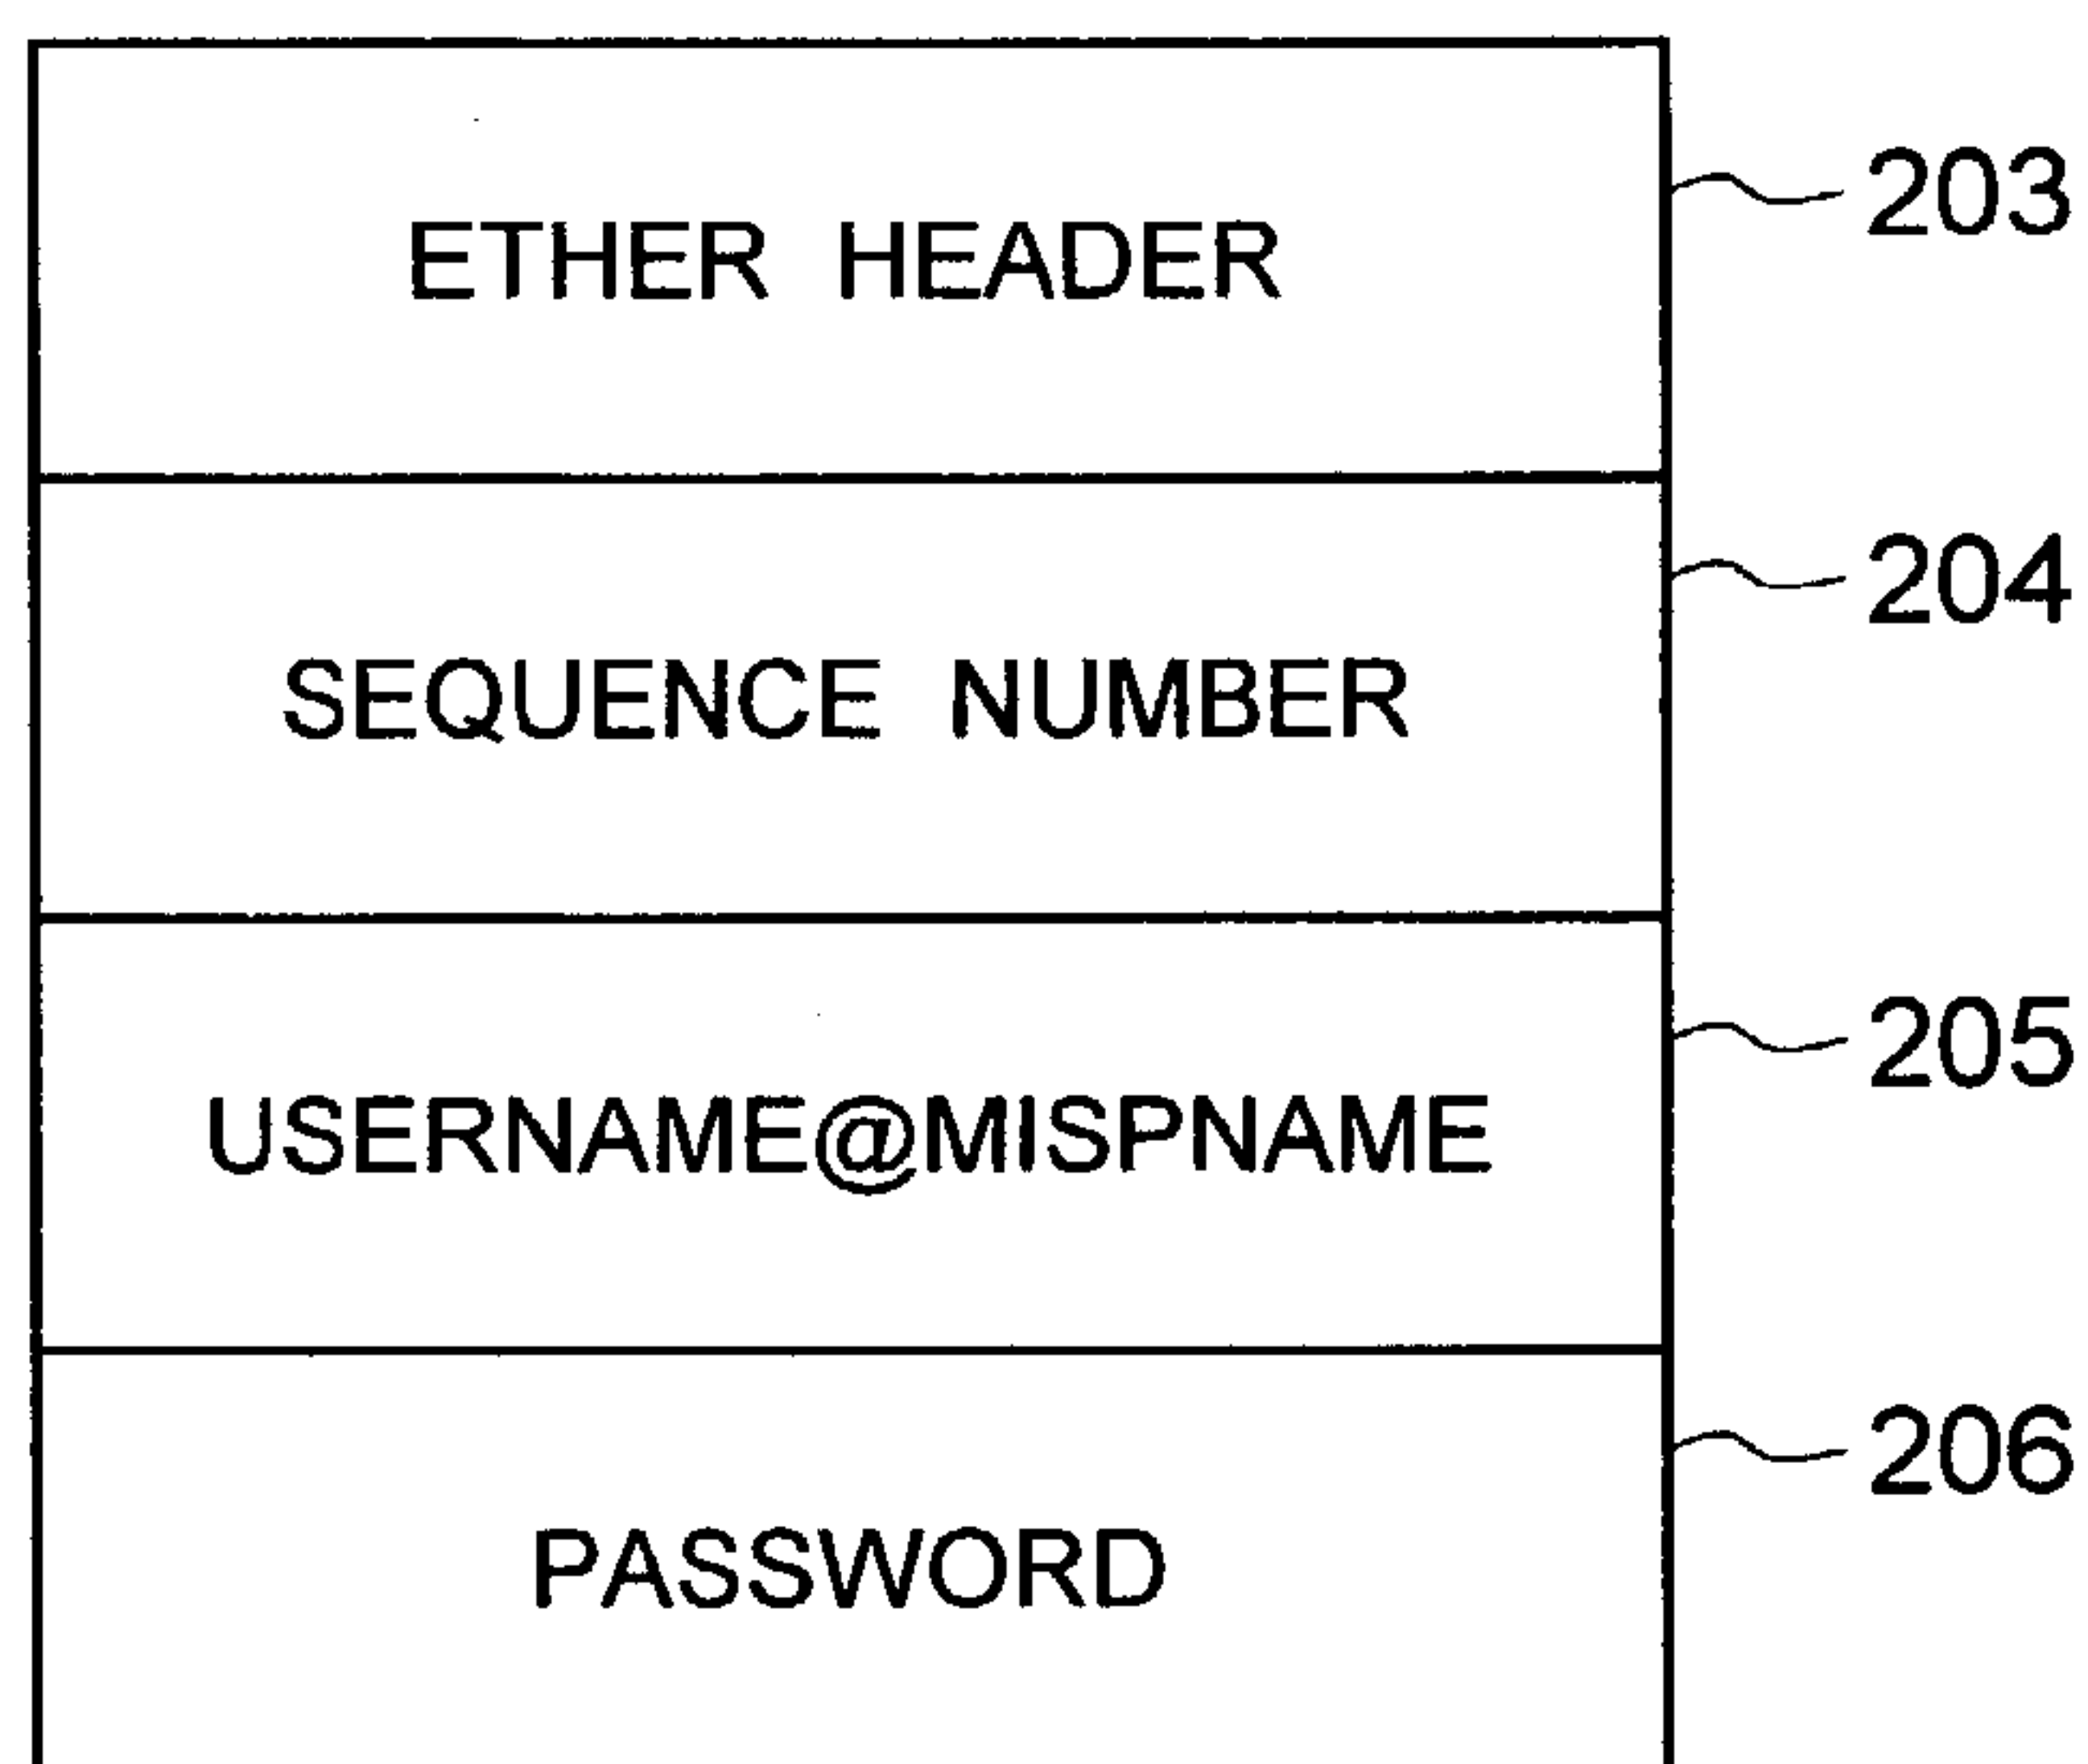 203
ETHER HEADER
204
SEQUENCE NUMBER
205
USERNAME@MISPNAME
206
PASSWORD